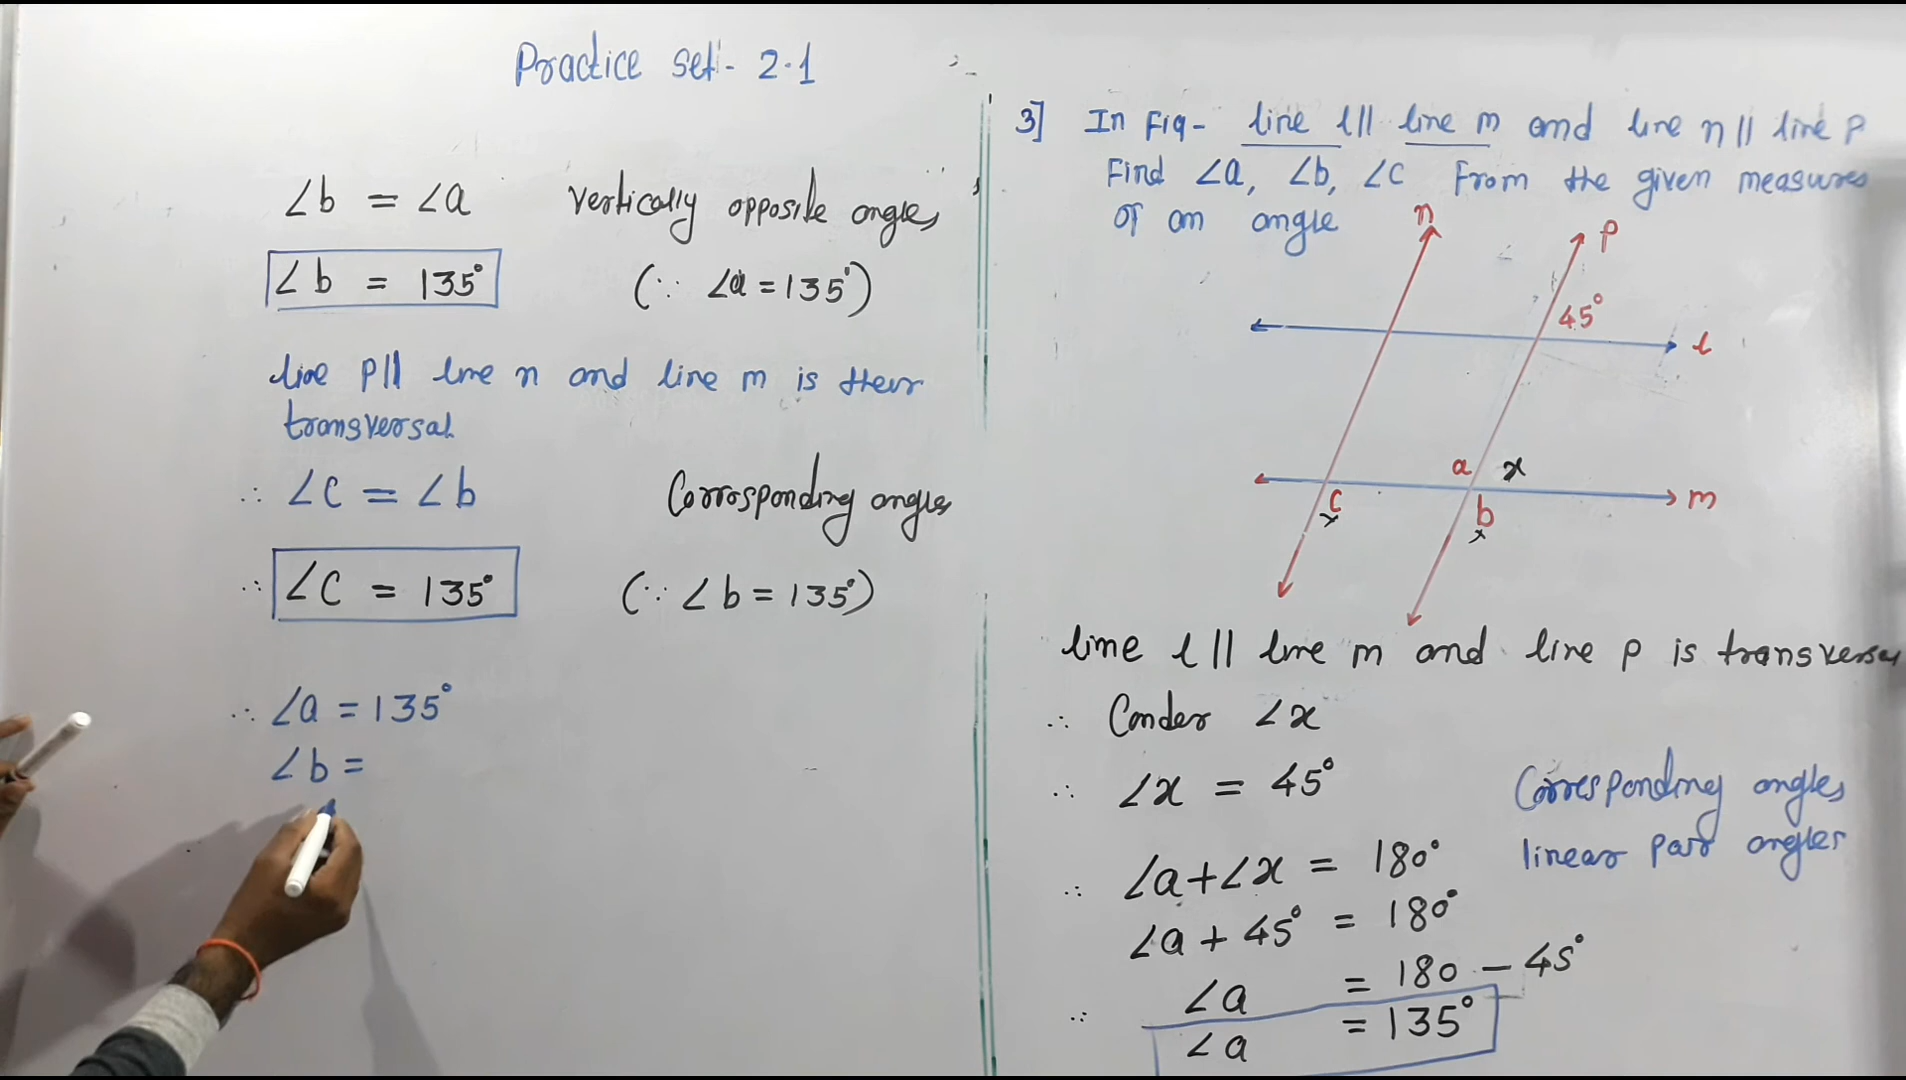 Practice set - 2.1
∠b = ∠a vertically opposite angles
∠b = 135° (∵ ∠a = 135°)
line p || line n and line m is their
transversal
∴ ∠c = ∠b Corrosponding angles
∴ ∠c = 135° (∵ ∠b = 135°)
∴ ∠a = 135°
∠b =
3] In Fig- line l || line m and line n || line p
Find ∠a, ∠b, ∠c From the given measures
of an angle
n
p
45°
l
a x
c
x
b
x
m
line l || line m and line p is transversal
∴ Conder ∠x
∴ ∠x = 45° Corresponding angles
∴ ∠a + ∠x = 180° linear pair angles
∠a + 45° = 180°
∴ ∠a = 180 - 45°
∠a = 135°